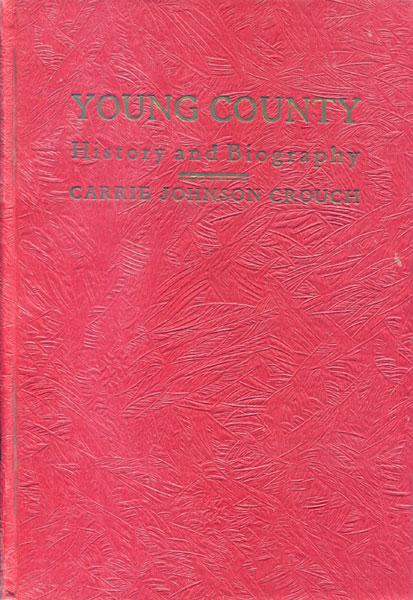 YOUNG COUNTY
History and Biography
CARRIE JOHNSON CROUCH